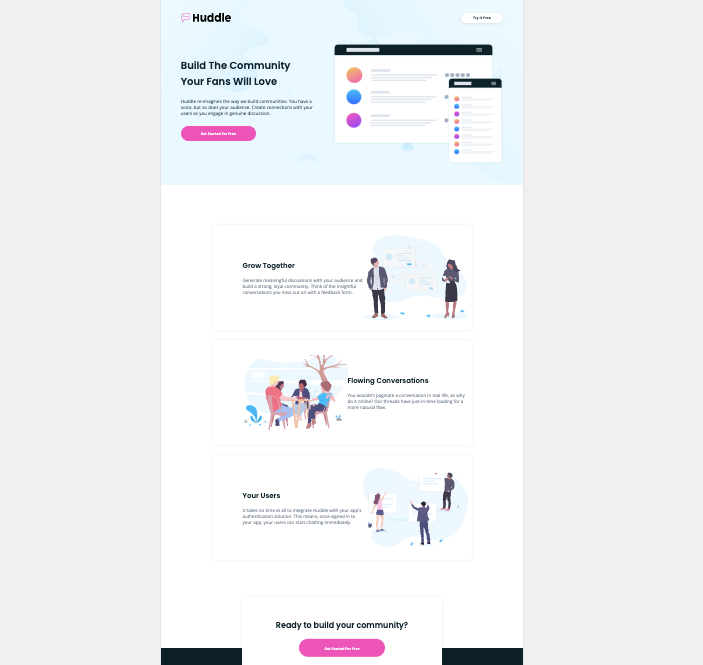 Huddle
Try it Free
Build The Community
Your Fans Will Love
Huddle re-imagines the way we build communities. You have a
voice, but so does your audience. Create connections with your
users as you engage in genuine discussion.
Get Started For Free
Grow Together
Generate meaningful discussions with your audience and
build a strong, loyal community. Think of the insightful
conversations you miss out on with a feedback form.
Flowing Conversations
You wouldn't paginate a conversation in real life, so why
do it online? Our threads have just-in-time loading for a
more natural flow.
Your Users
It takes no time at all to integrate Huddle with your app's
authentication solution. This means, once signed in to
your app, your users can start chatting immediately.
Ready to build your community?
Get Started For Free